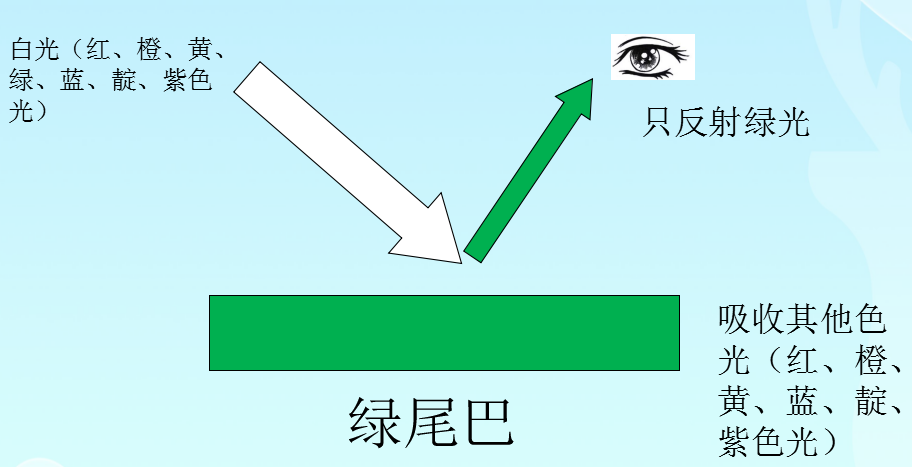 白光（红、橙、黄、
绿、蓝、靛、紫色
光）
只反射绿光
吸收其他色
光（红、橙、
黄、蓝、靛、
紫色光）
绿尾巴